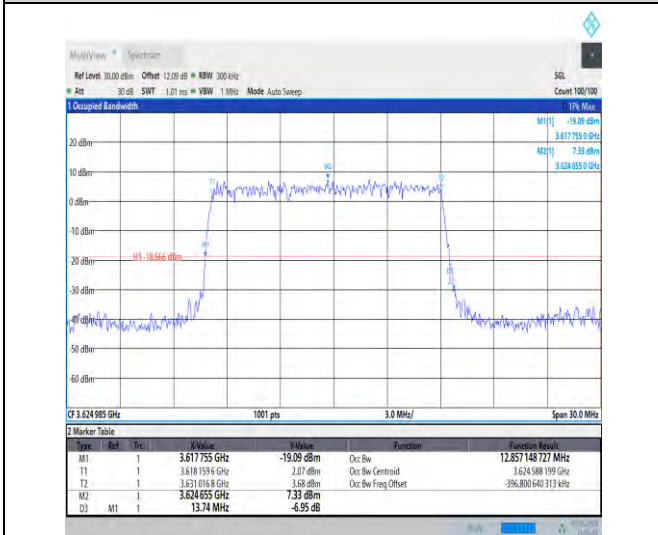 MultiView Spectrum
Ref Level 30.00 dBm Offset 12.09 dB RBW 300 kHz SGL
Att 30 dB SWT 1.01 ms VBW 1 MHz Mode Auto Sweep Count 100/100
1 Occupied Bandwidth 1Pk Max
M1[1] -19.09 dBm
3.617 755 0 GHz
M2[1] 7.33 dBm
3.624 655 0 GHz
20 dBm
M2
10 dBm
T1 T2
0 dBm
-10 dBm
M1
H1 -18.666 dBm
-20 dBm
D3
-30 dBm
-40 dBm
-50 dBm
-60 dBm
CF 3.624 985 GHz 1001 pts 3.0 MHz/ Span 30.0 MHz
2 Marker Table
Type Ref Trc X-Value Y-Value Function Function Result
M1 1 3.617755 GHz -19.09 dBm Occ Bw 12.857 148 727 MHz
T1 1 3.618 159 6 GHz 2.07 dBm Occ Bw Centroid 3.624 588 199 GHz
T2 1 3.631 016 8 GHz 3.68 dBm Occ Bw Freq Offset -396.800 640 313 kHz
M2 1 3.624 655 GHz 7.33 dBm
D3 M1 1 13.74 MHz -6.95 dB